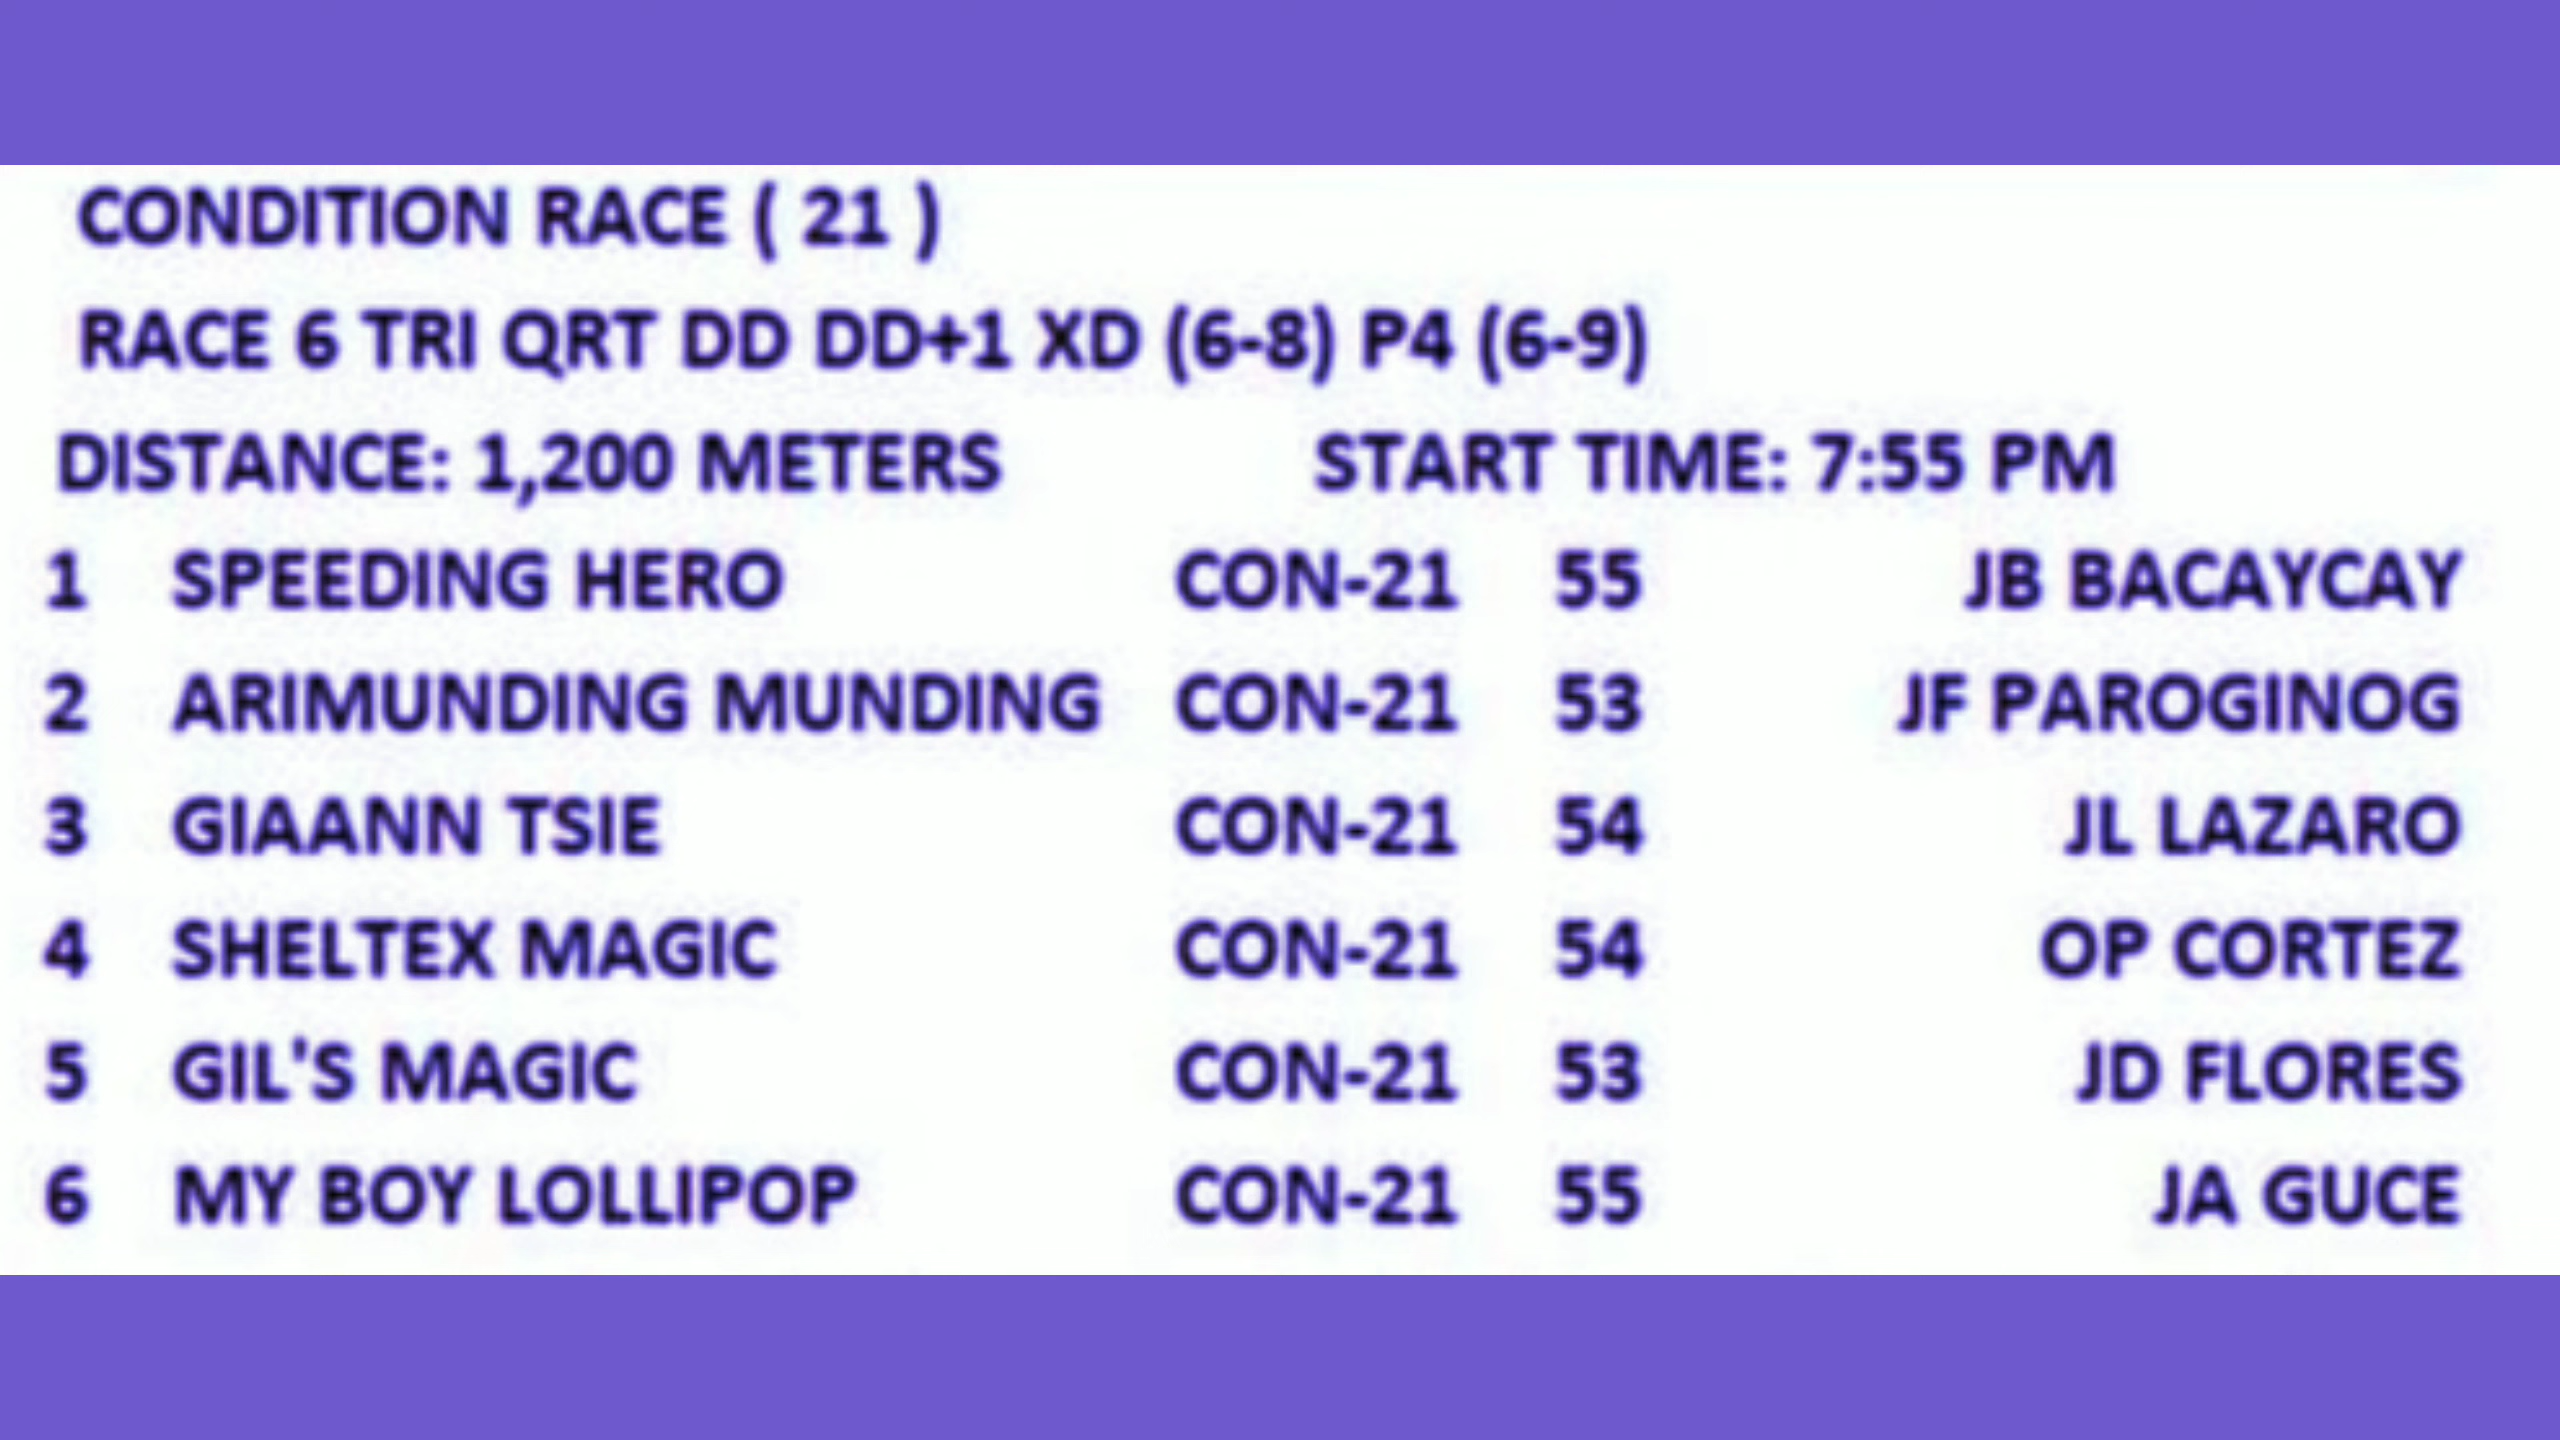 CONDITION RACE ( 21 )
RACE 6 TRI QRT DD DD+1 XD (6-8) P4 (6-9)
DISTANCE: 1,200 METERS START TIME: 7:55 PM
1 SPEEDING HERO CON-21 55 JB BACAYCAY
2 ARIMUNDING MUNDING CON-21 53 JF PAROGINOG
3 GIAANN TSIE CON-21 54 JL LAZARO
4 SHELTEX MAGIC CON-21 54 OP CORTEZ
5 GIL'S MAGIC CON-21 53 JD FLORES
6 MY BOY LOLLIPOP CON-21 55 JA GUCE